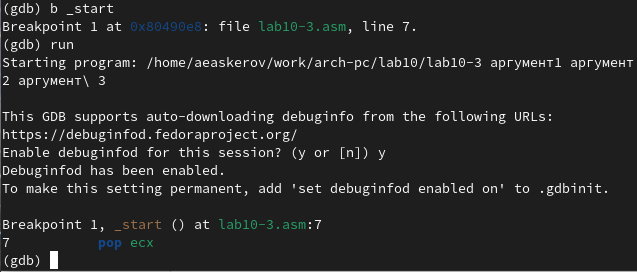 (gdb) b _start
Breakpoint 1 at 0x80490e8: file lab10-3.asm, line 7.
(gdb) run
Starting program: /home/aeaskerov/work/arch-pc/lab10/lab10-3 аргумент1 аргумент
2 аргумент\ 3

This GDB supports auto-downloading debuginfo from the following URLs:
https://debuginfod.fedoraproject.org/
Enable debuginfod for this session? (y or [n]) y
Debuginfod has been enabled.
To make this setting permanent, add 'set debuginfod enabled on' to .gdbinit.

Breakpoint 1, _start () at lab10-3.asm:7
7           pop ecx
(gdb)